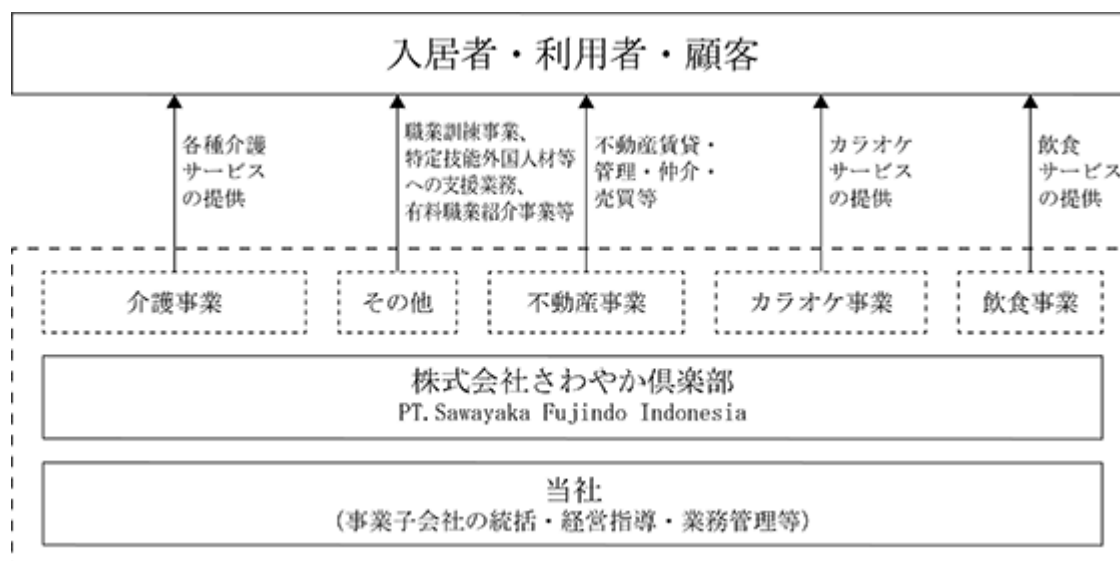 入居者・利用者・顧客
各種介護
サービス
の提供
職業訓練事業、
特定技能外国人材等
への支援業務、
有料職業紹介事業等
不動産賃貸・
管理・仲介・
売買等
カラオケ
サービス
の提供
飲食
サービス
の提供
介護事業
その他
不動産事業
カラオケ事業
飲食事業
株式会社さわやか倶楽部
PT.Sawayaka Fujindo Indonesia
当社
(事業子会社の統括・経営指導・業務管理等)